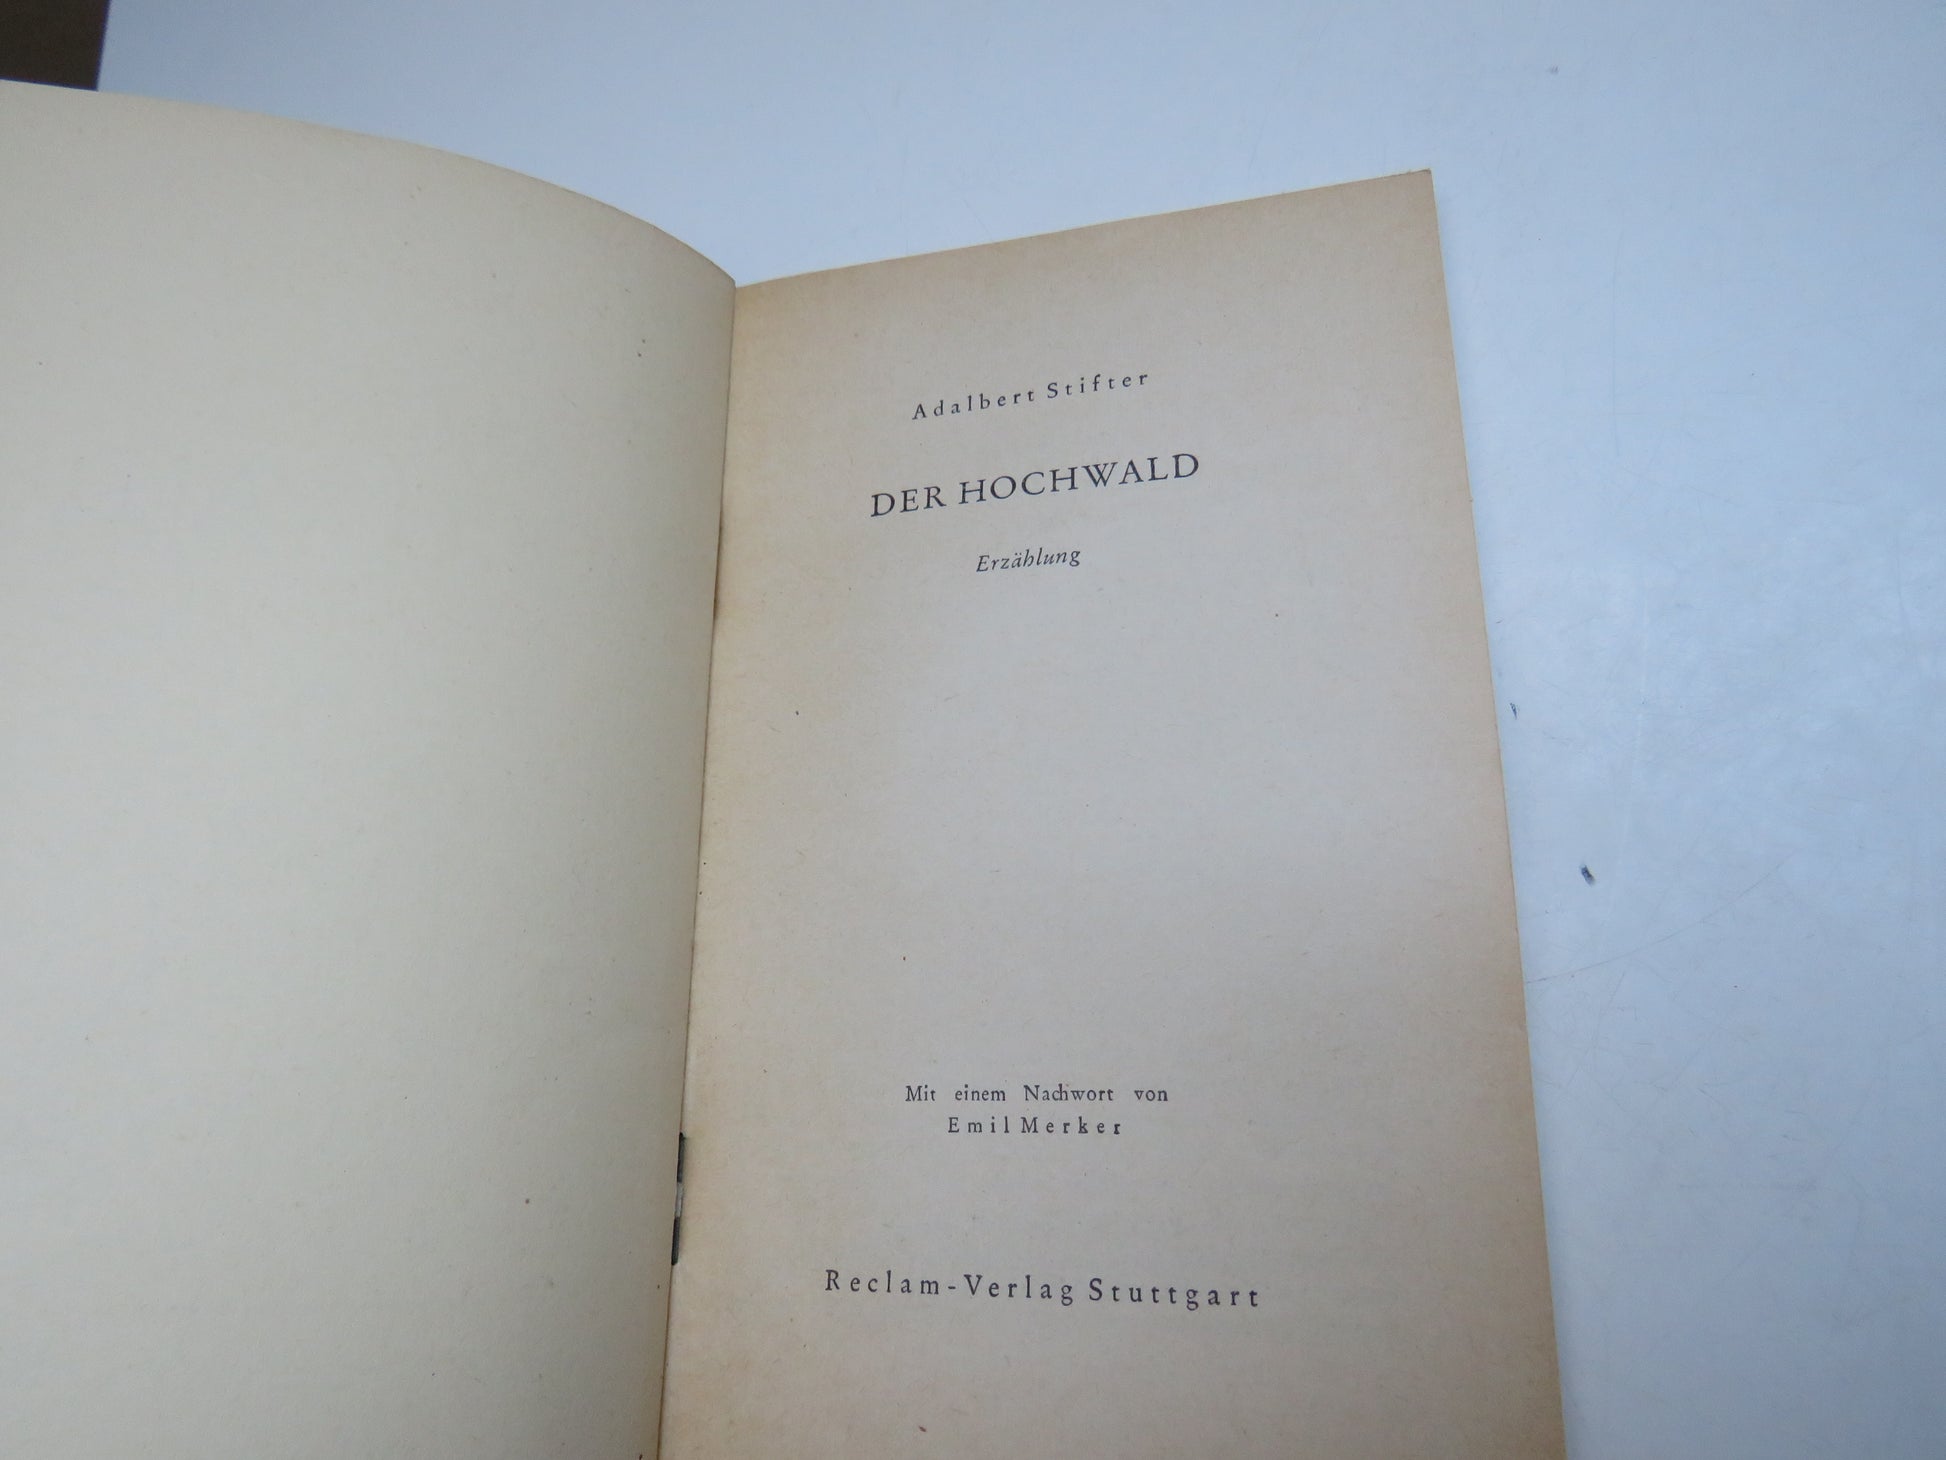 Adalbert Stifter
DER HOCHWALD
Erzählung
Mit einem Nachwort von
Emil Merker
Reclam-Verlag Stuttgart